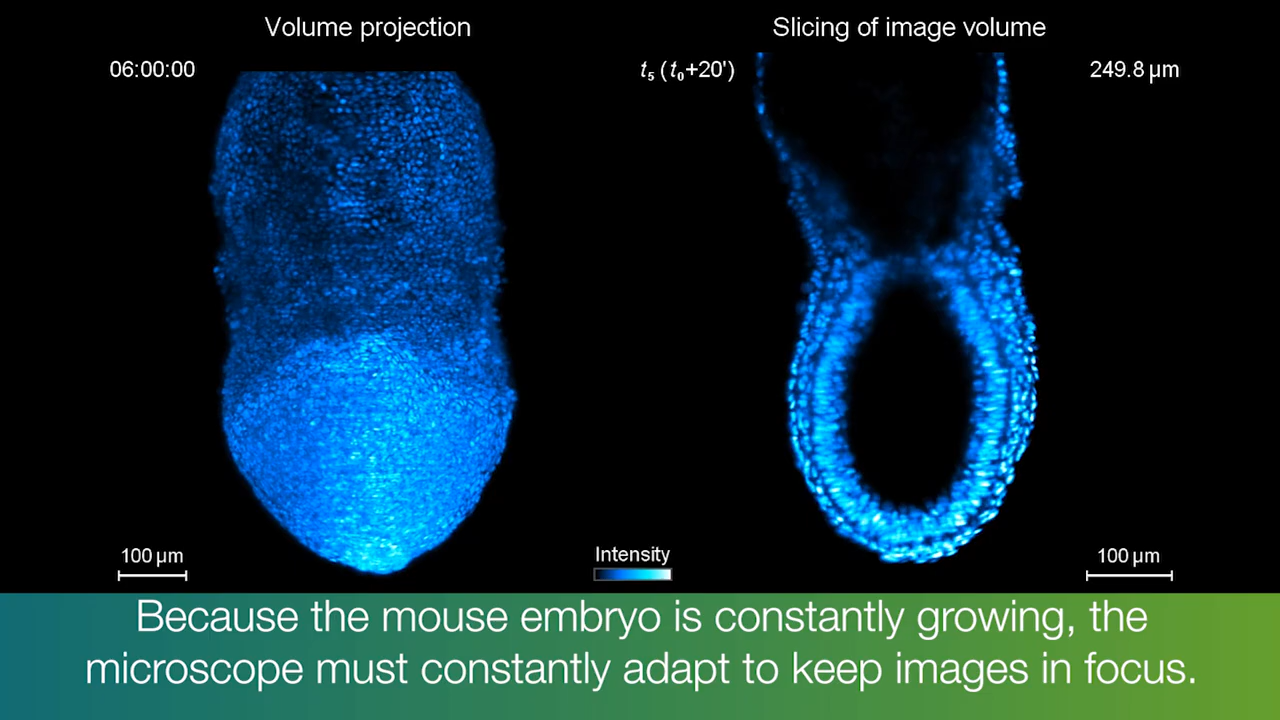 Volume projection
Slicing of image volume
06:00:00
t₅ (t₀+20')
249.8 µm
100 µm
Intensity
100 µm
Because the mouse embryo is constantly growing, the
microscope must constantly adapt to keep images in focus.